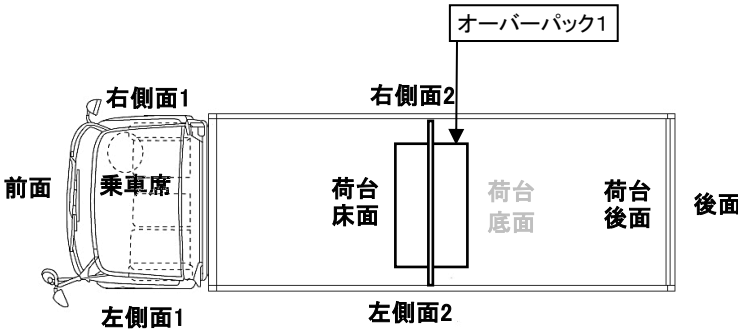 オーバーパック1
右側面1
右側面2
前面
乗車席
荷台
床面
荷台
底面
荷台
後面
後面
左側面1
左側面2